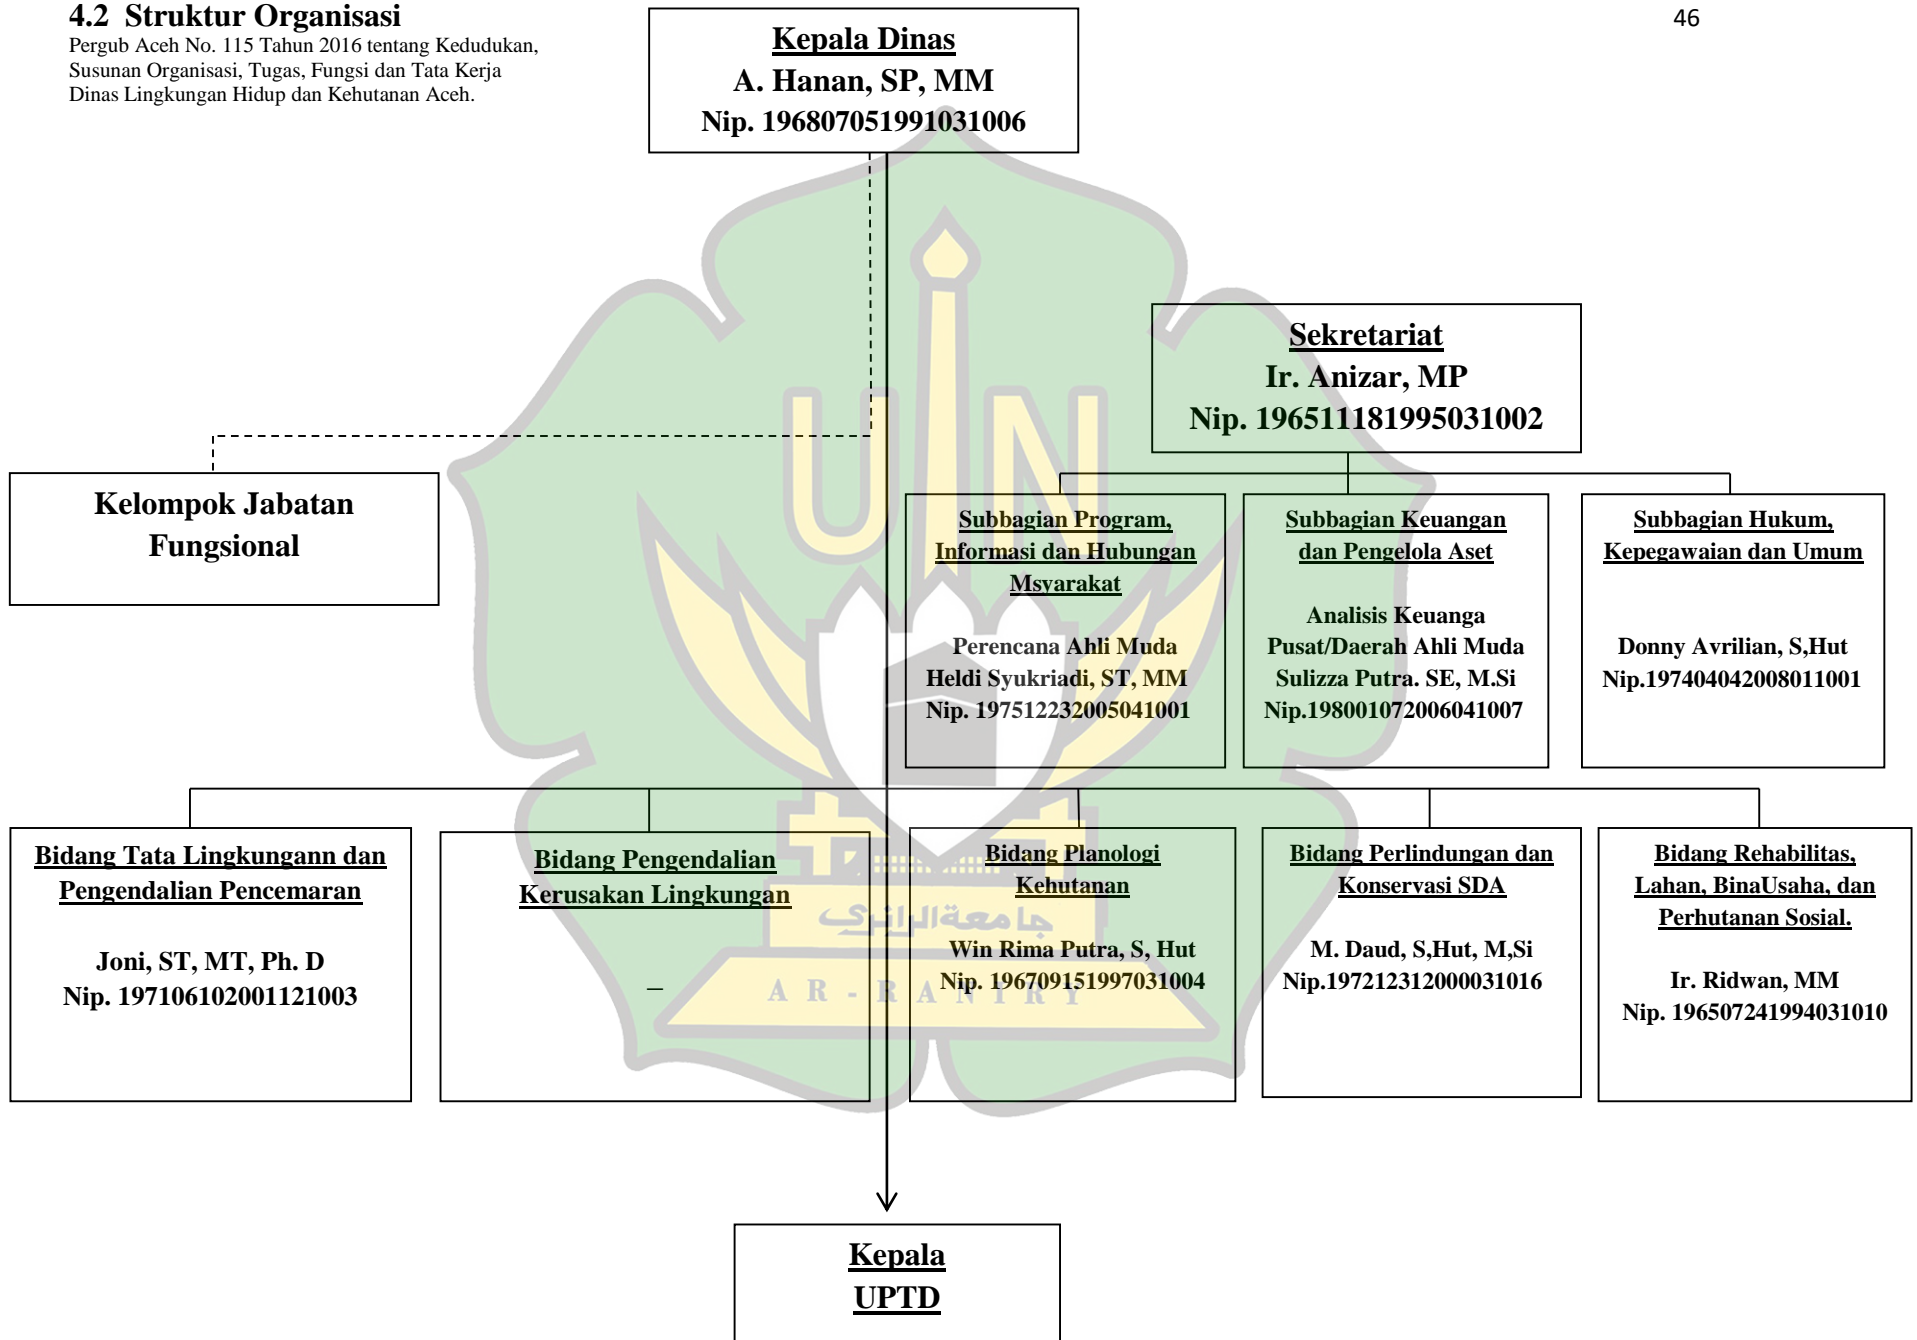 4.2 Struktur Organisasi
Pergub Aceh No. 115 Tahun 2016 tentang Kedudukan,
Susunan Organisasi, Tugas, Fungsi dan Tata Kerja
Dinas Lingkungan Hidup dan Kehutanan Aceh.
46
Kepala Dinas
A. Hanan, SP, MM
Nip. 196807051991031006
Sekretariat
Ir. Anizar, MP
Nip. 196511181995031002
Kelompok Jabatan
Fungsional
Subbagian Program,
Informasi dan Hubungan
Msyarakat
Perencana Ahli Muda
Heldi Syukriadi, ST, MM
Nip. 197512232005041001
Subbagian Keuangan
dan Pengelola Aset
Analisis Keuanga
Pusat/Daerah Ahli Muda
Sulizza Putra. SE, M.Si
Nip.198001072006041007
Subbagian Hukum,
Kepegawaian dan Umum
Donny Avrilian, S,Hut
Nip.197404042008011001
Bidang Tata Lingkungann dan
Pengendalian Pencemaran
Joni, ST, MT, Ph. D
Nip. 197106102001121003
Bidang Pengendalian
Kerusakan Lingkungan
_
Bidang Planologi
Kehutanan
Win Rima Putra, S, Hut
Nip. 196709151997031004
Bidang Perlindungan dan
Konservasi SDA
M. Daud, S,Hut, M,Si
Nip.197212312000031016
Bidang Rehabilitas,
Lahan, BinaUsaha, dan
Perhutanan Sosial.
Ir. Ridwan, MM
Nip. 196507241994031010
Kepala
UPTD
UIN
جامعة الرانري
AR-RANIRY